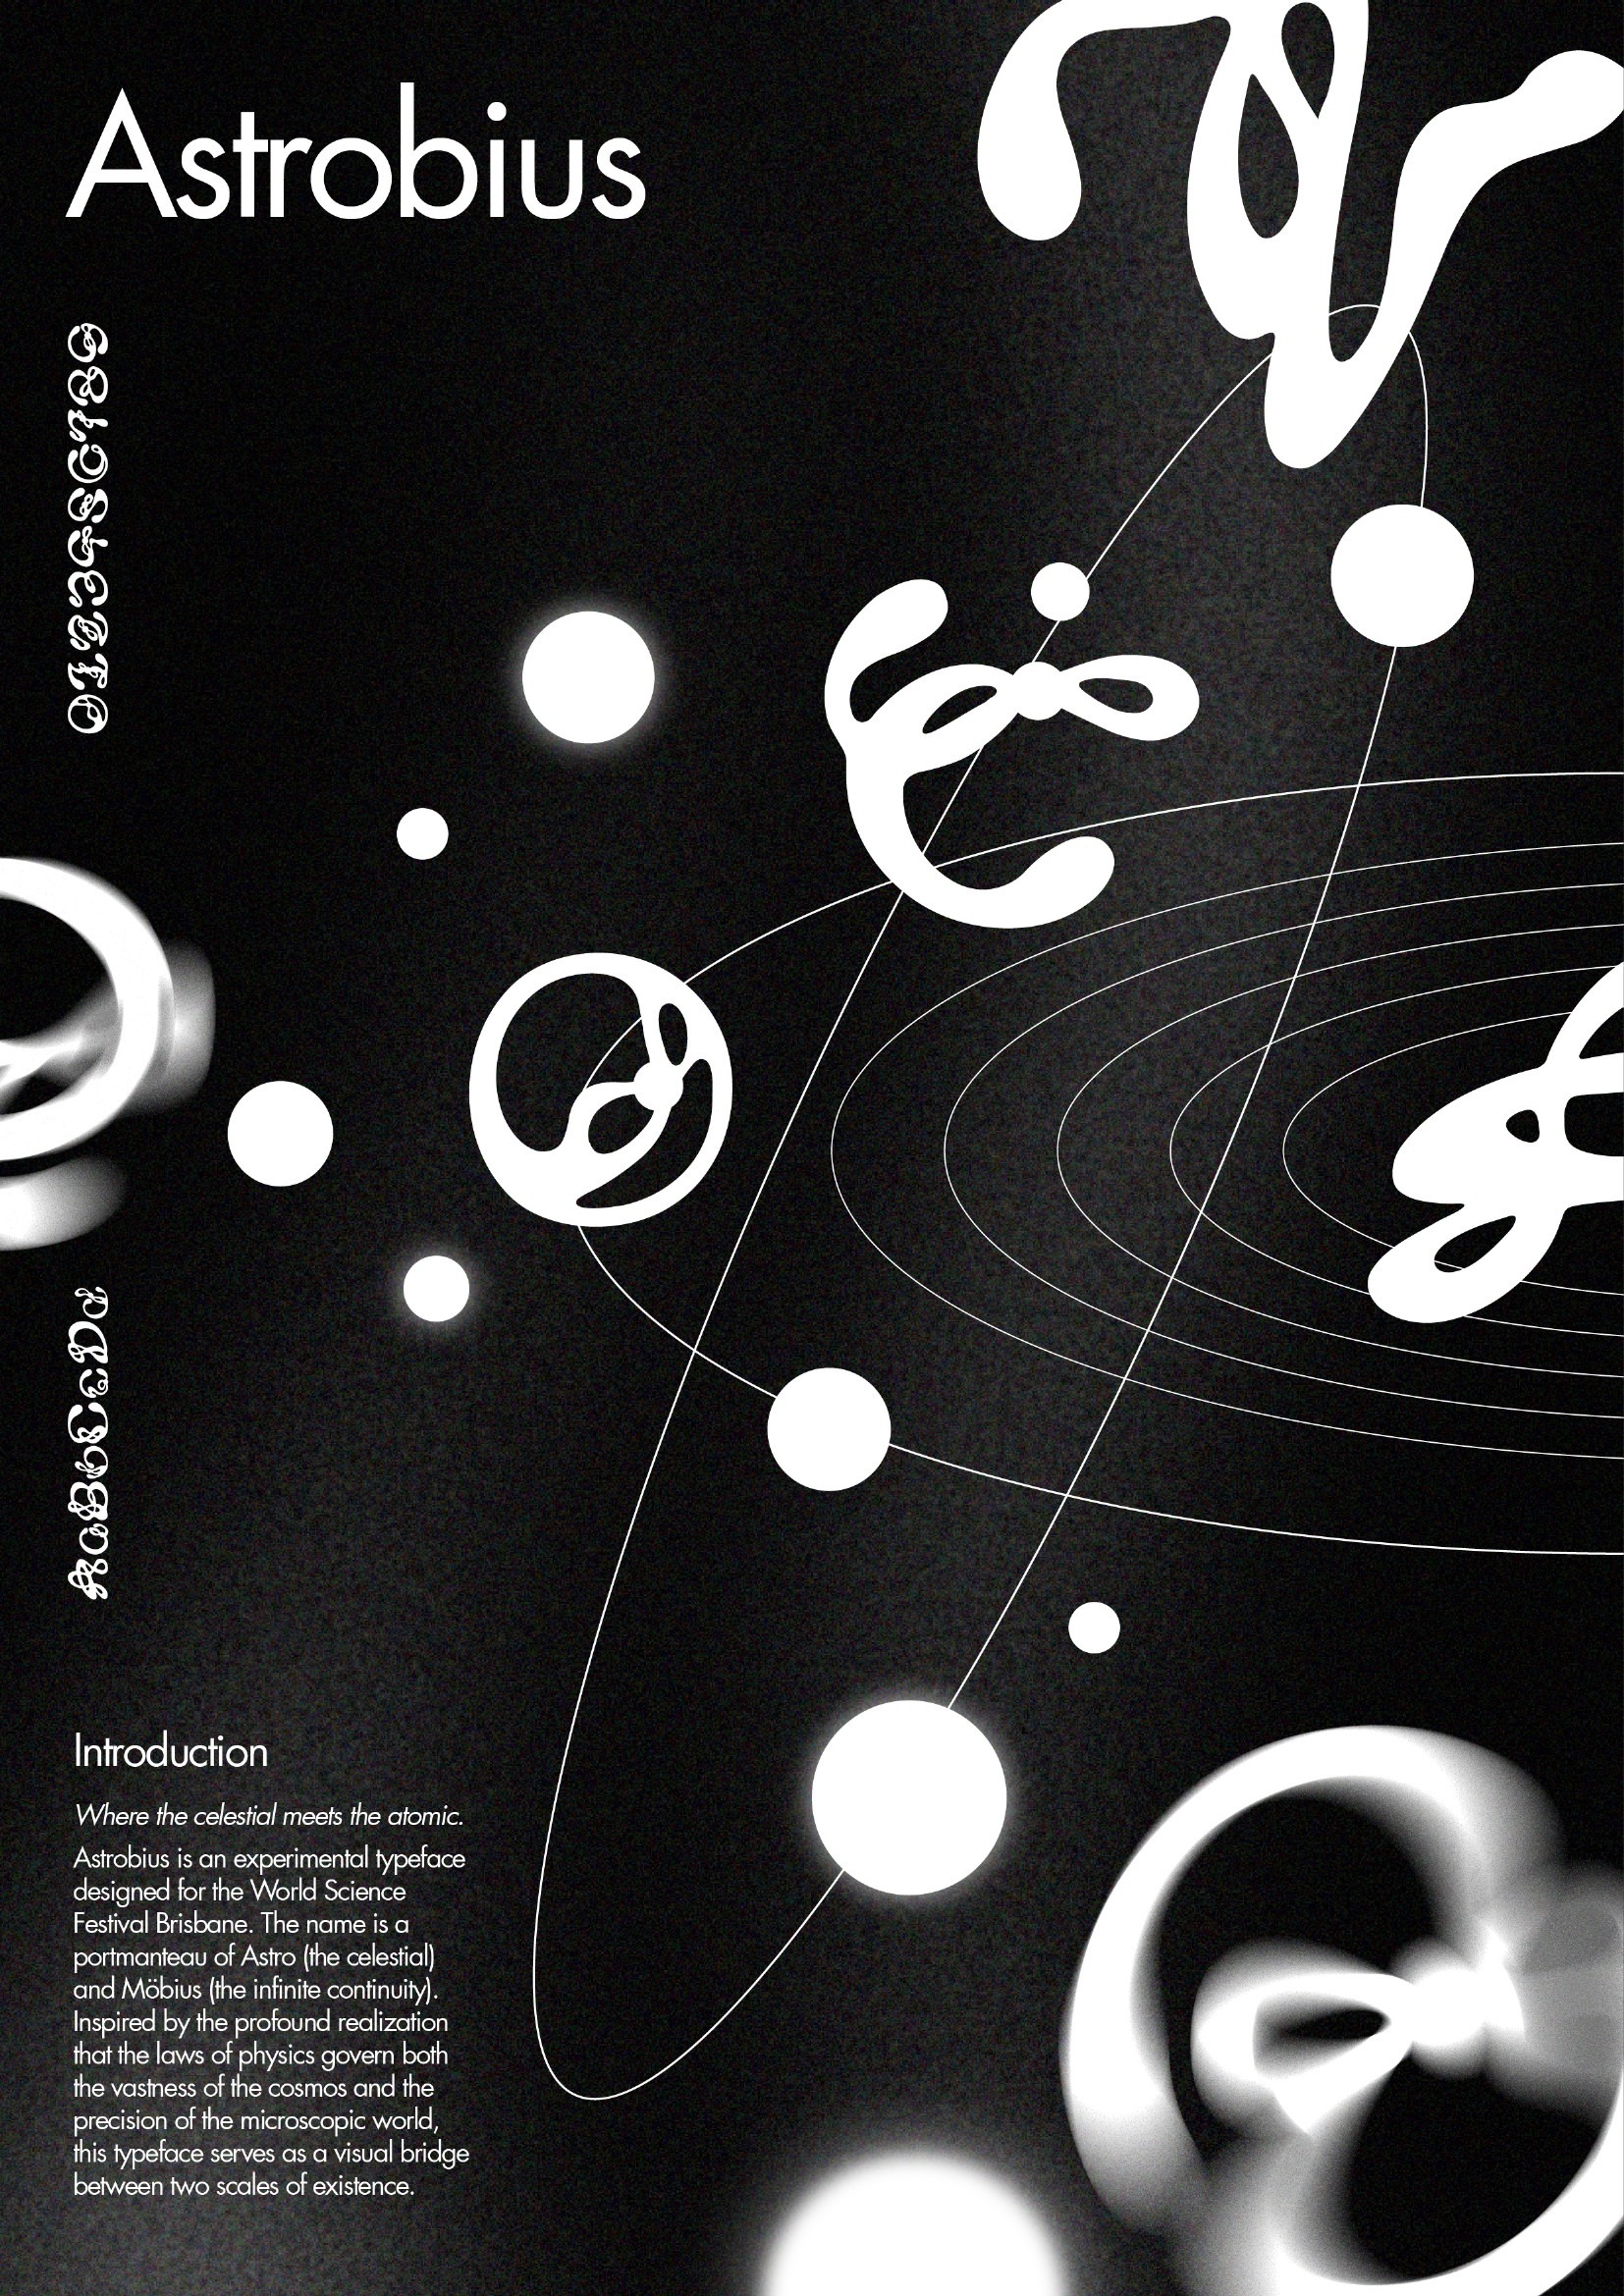 Astrobius
AaBbCcDd
Introduction
Where the celestial meets the atomic.
Astrobius is an experimental typeface
designed for the World Science
Festival Brisbane. The name is a
portmanteau of Astro (the celestial)
and Möbius (the infinite continuity).
Inspired by the profound realization
that the laws of physics govern both
the vastness of the cosmos and the
precision of the microscopic world,
this typeface serves as a visual bridge
between two scales of existence.